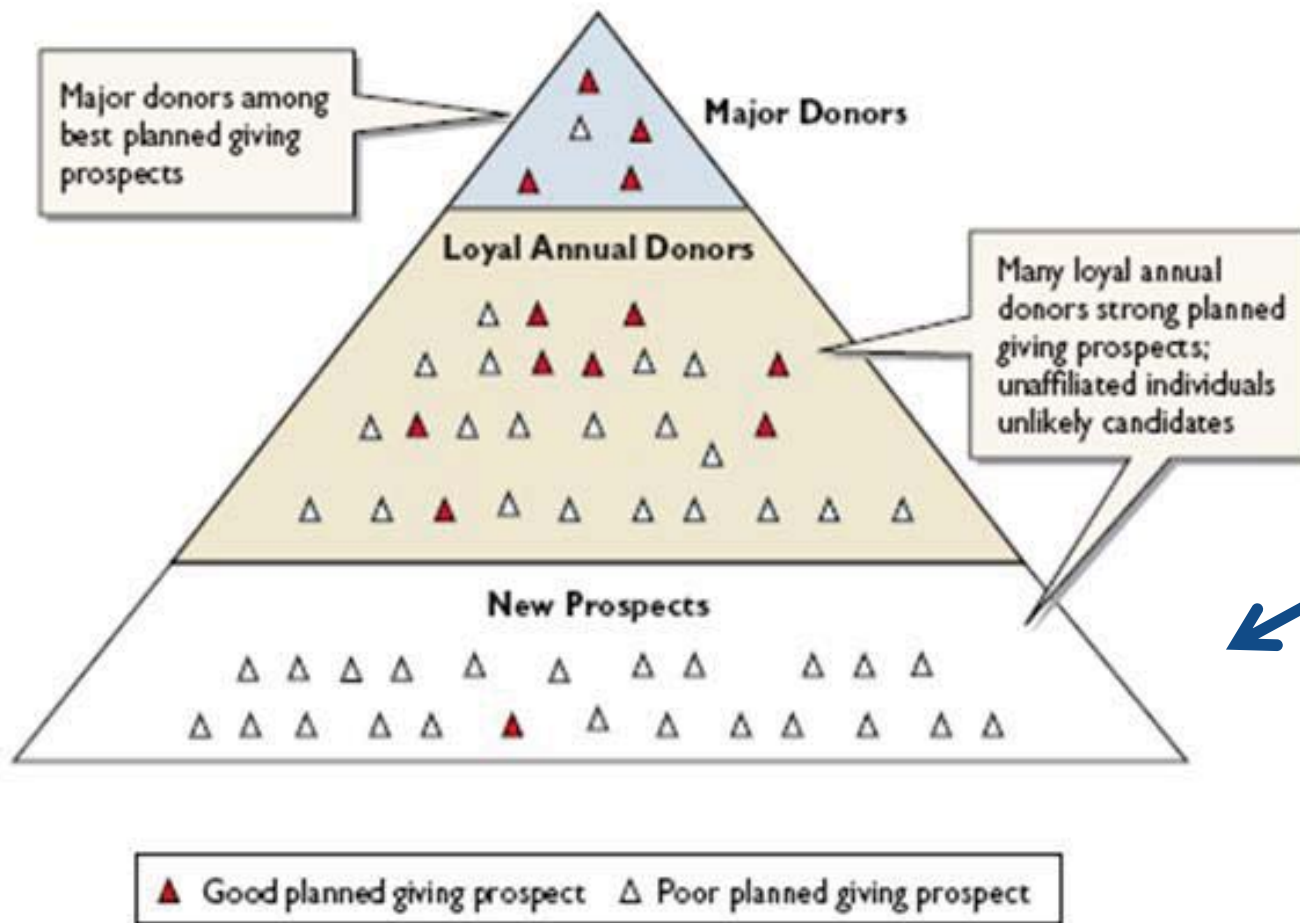 Major donors among
best planned giving
prospects
Major Donors
Loyal Annual Donors
Many loyal annual
donors strong planned
giving prospects;
unaffiliated individuals
unlikely candidates
New Prospects
Good planned giving prospect
Poor planned giving prospect